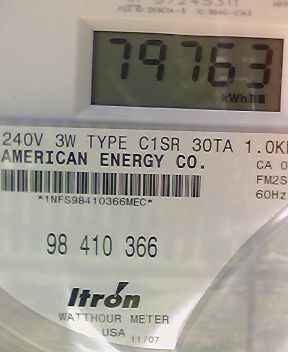 79763
kWh
240V 3W TYPE C1SR 30TA 1.0K
AMERICAN ENERGY CO.
CA 0
FM2S
60Hz
*1NFS98410366MEC*
98 410 366
Itrón
WATTHOUR METER
USA 11/07